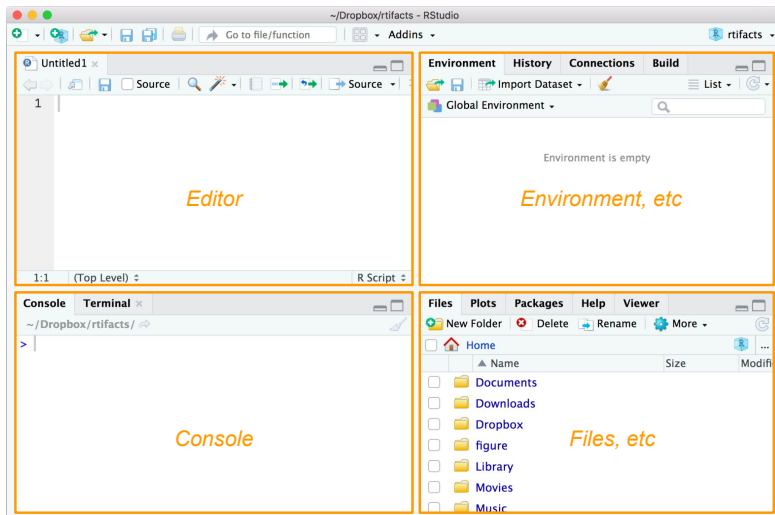 ~/Dropbox/rtifacts - RStudio
Go to file/function
Addins
rtifacts
Untitled1
Source
Source
1
Editor
1:1 (Top Level) R Script
Environment History Connections Build
Import Dataset
List
Global Environment
Environment is empty
Environment, etc
Console Terminal
~/Dropbox/rtifacts/
>
Console
Files Plots Packages Help Viewer
New Folder Delete Rename More
Home ...
Name Size Modifi
Documents
Downloads
Dropbox
figure
Library
Movies
Music
Files, etc